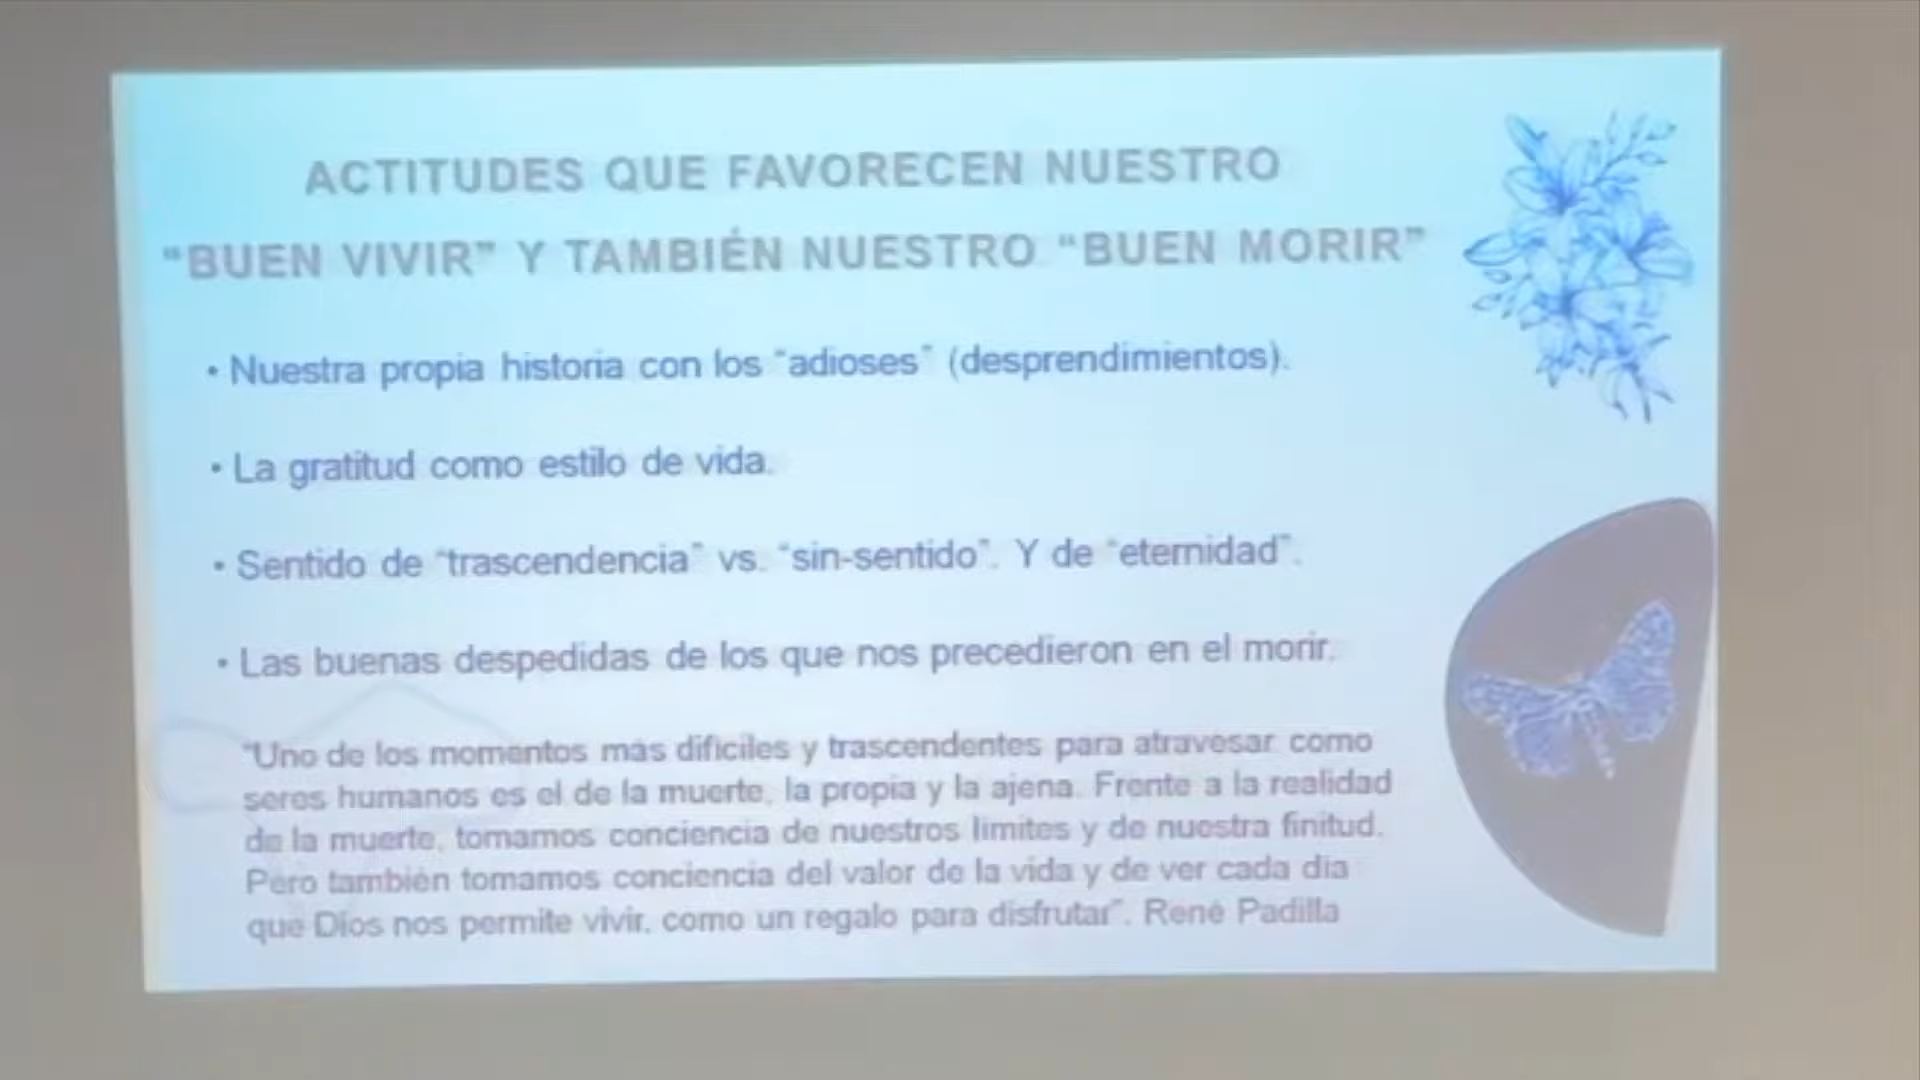 ACTITUDES QUE FAVORECEN NUESTRO
“BUEN VIVIR” Y TAMBIÉN NUESTRO “BUEN MORIR”
• Nuestra propia historia con los “adioses” (desprendimientos).
• La gratitud como estilo de vida.
• Sentido de “trascendencia” vs. “sin-sentido”. Y de “eternidad”.
• Las buenas despedidas de los que nos precedieron en el morir.
“Uno de los momentos más difíciles y trascendentes para atravesar como
seres humanos es el de la muerte, la propia y la ajena. Frente a la realidad
de la muerte, tomamos conciencia de nuestros límites y de nuestra finitud.
Pero también tomamos conciencia del valor de la vida y de ver cada día
que Dios nos permite vivir, como un regalo para disfrutar”. René Padilla